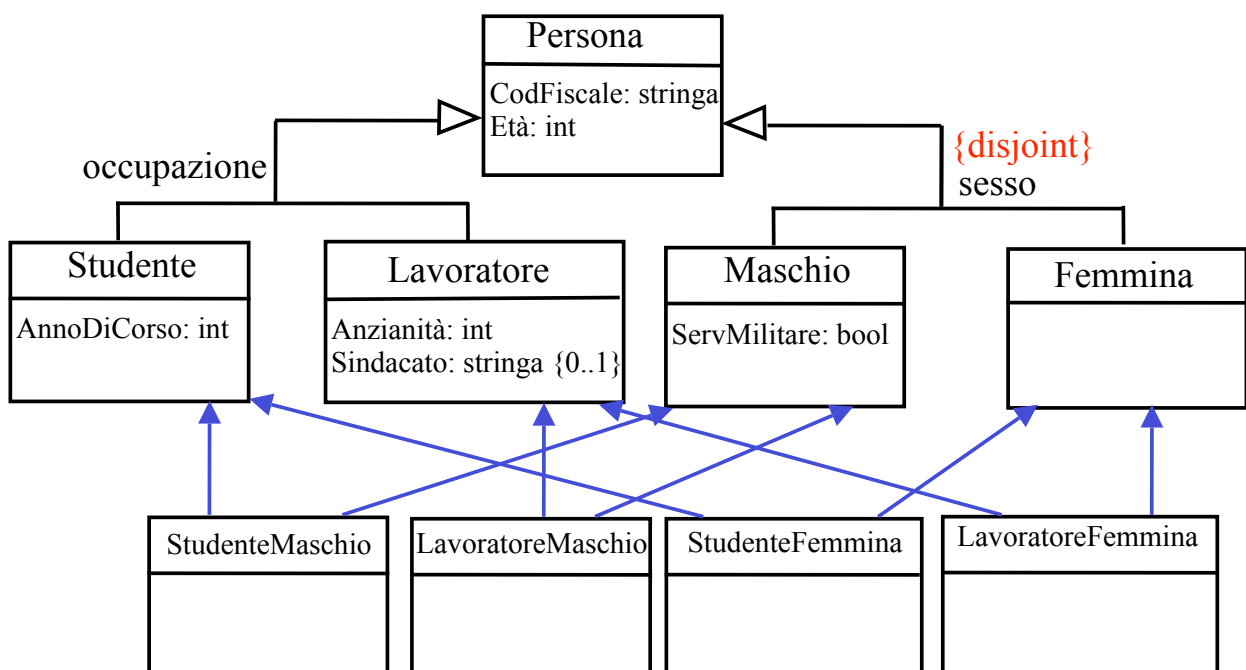 Persona
CodFiscale: stringa
Età: int
{disjoint}
occupazione
sesso
Studente
Lavoratore
Maschio
Femmina
AnnoDiCorso: int
Anzianità: int
Sindacato: stringa {0..1}
ServMilitare: bool
StudenteMaschio
LavoratoreMaschio
StudenteFemmina
LavoratoreFemmina